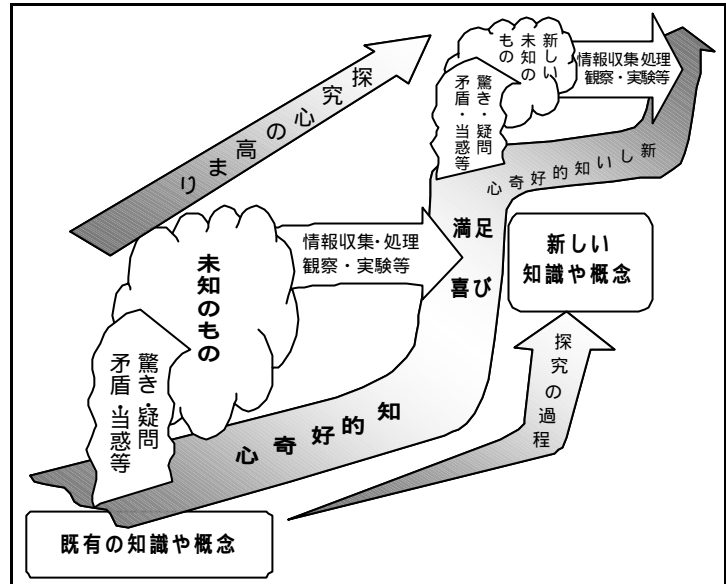 探究心の高まり
新しい
未知の
もの
情報収集・処理
観察・実験等
驚き・疑問
矛盾・当惑等
新しい知的好奇心
満足
喜び
新しい
知識や概念
未知のもの
情報収集・処理
観察・実験等
驚き・疑問
矛盾・当惑等
知的好奇心
探究の過程
既有の知識や概念